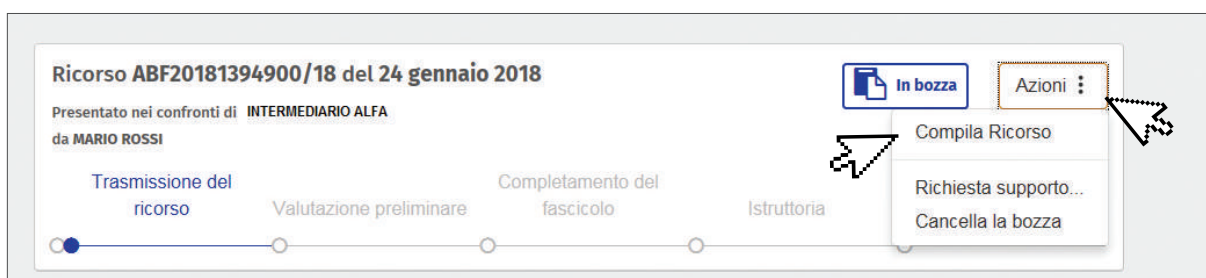 Ricorso ABF20181394900/18 del 24 gennaio 2018
In bozza
Azioni
Presentato nei confronti di INTERMEDIARIO ALFA
da MARIO ROSSI
Compila Ricorso
Richiesta supporto...
Cancella la bozza
Trasmissione del
ricorso
Valutazione preliminare
Completamento del
fascicolo
Istruttoria